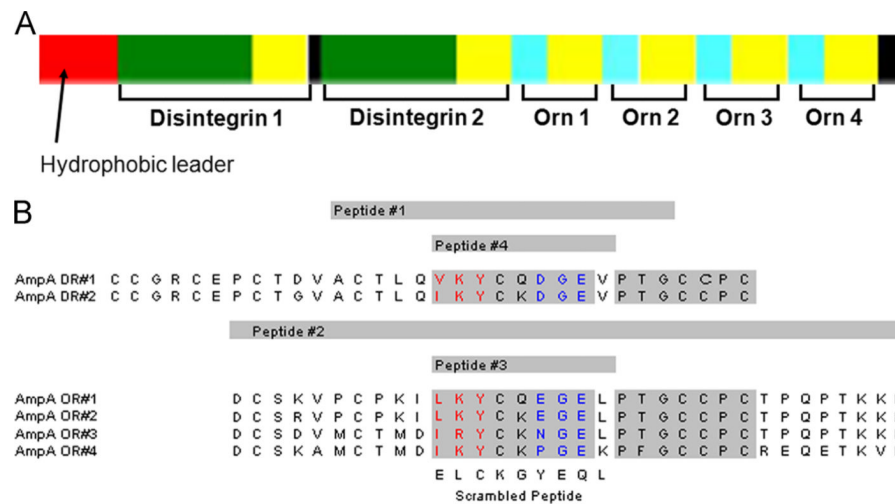 A
Disintegrin 1 Disintegrin 2 Orn 1 Orn 2 Orn 3 Orn 4
Hydrophobic leader
B
Peptide #1
Peptide #4
AmpA DR#1 C C G R C E P C T D V A C T L Q V K Y C Q D G E V P T G C C P C
AmpA DR#2 C C G R C E P C T G V A C T L Q I K Y C K D G E V P T G C C P C
Peptide #2
Peptide #3
AmpA OR#1 D C S K V P C P K I L K Y C Q E G E L P T G C C P C T P Q P T K K
AmpA OR#2 D C S R V P C P K I L K Y C K E G E L P T G C C P C T P Q P T K K
AmpA OR#3 D C S D V M C T M D I R Y C K N G E L P T G C C P C T P Q P T K K
AmpA OR#4 D C S K A M C T M D I K Y C K P G E K P F G C C P C R E Q E T K V
E L C K G Y E Q L
Scrambled Peptide